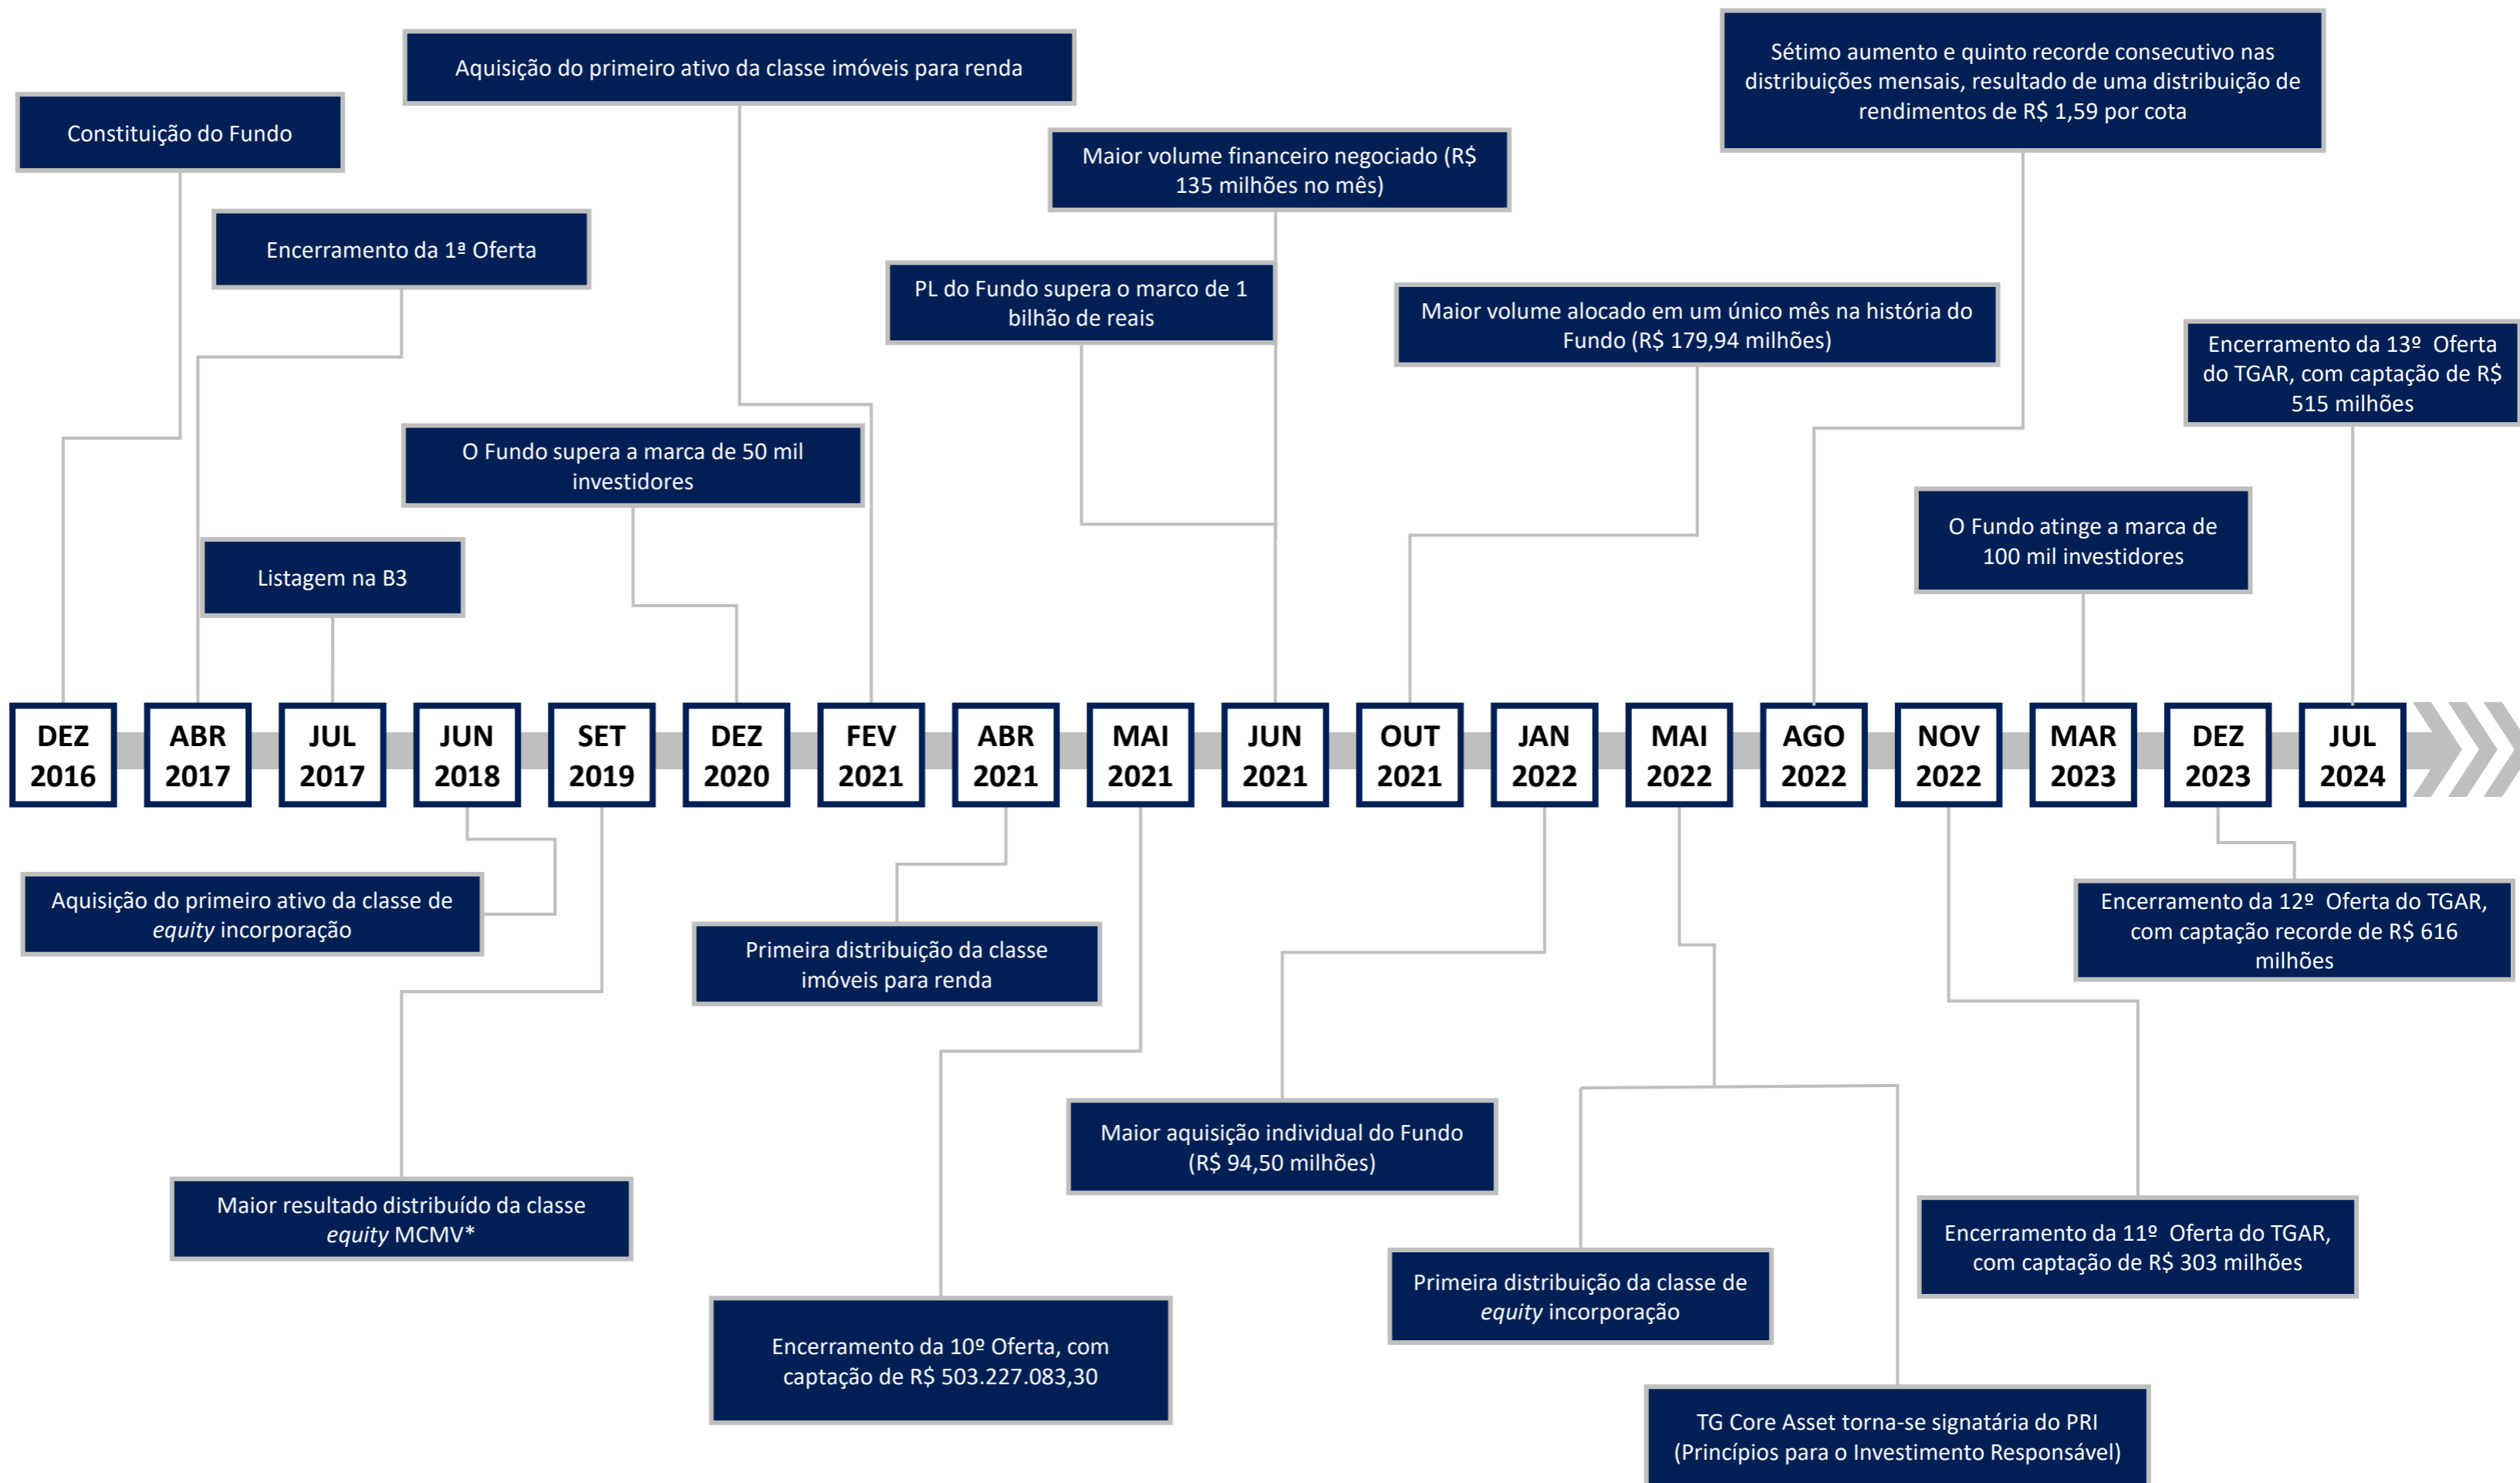 Aquisição do primeiro ativo da classe imóveis para renda
Sétimo aumento e quinto recorde consecutivo nas
distribuições mensais, resultado de uma distribuição de
rendimentos de R$ 1,59 por cota
Constituição do Fundo
Maior volume financeiro negociado (R$
135 milhões no mês)
Encerramento da 1ª Oferta
PL do Fundo supera o marco de 1
bilhão de reais
Maior volume alocado em um único mês na história do
Fundo (R$ 179,94 milhões)
Encerramento da 13º Oferta
do TGAR, com captação de R$
515 milhões
O Fundo supera a marca de 50 mil
investidores
O Fundo atinge a marca de
100 mil investidores
Listagem na B3
DEZ
2016
ABR
2017
JUL
2017
JUN
2018
SET
2019
DEZ
2020
FEV
2021
ABR
2021
MAI
2021
JUN
2021
OUT
2021
JAN
2022
MAI
2022
AGO
2022
NOV
2022
MAR
2023
DEZ
2023
JUL
2024
Aquisição do primeiro ativo da classe de
equity incorporação
Primeira distribuição da classe
imóveis para renda
Encerramento da 12º Oferta do TGAR,
com captação recorde de R$ 616
milhões
Maior aquisição individual do Fundo
(R$ 94,50 milhões)
Maior resultado distribuído da classe
equity MCMV*
Encerramento da 11º Oferta do TGAR,
com captação de R$ 303 milhões
Primeira distribuição da classe de
equity incorporação
Encerramento da 10º Oferta, com
captação de R$ 503.227.083,30
TG Core Asset torna-se signatária do PRI
(Princípios para o Investimento Responsável)